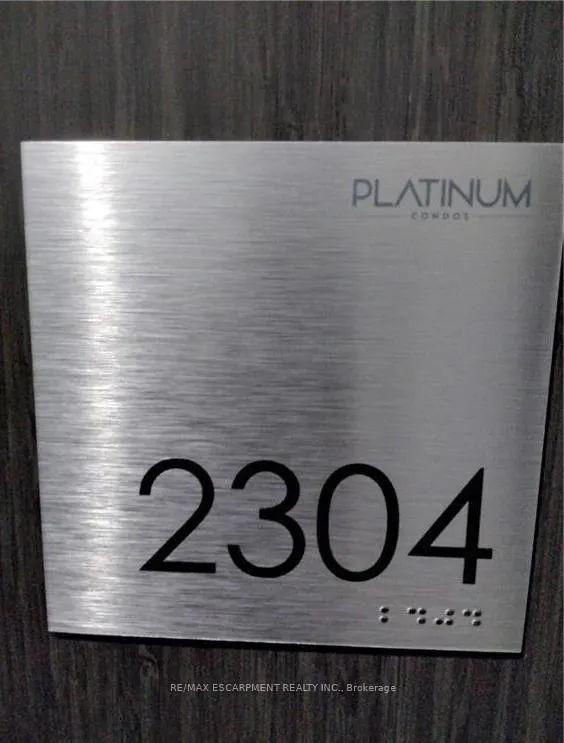 PLATINUM
CONDOS
2304
RE/MAX ESCARPMENT REALTY INC., Brokerage